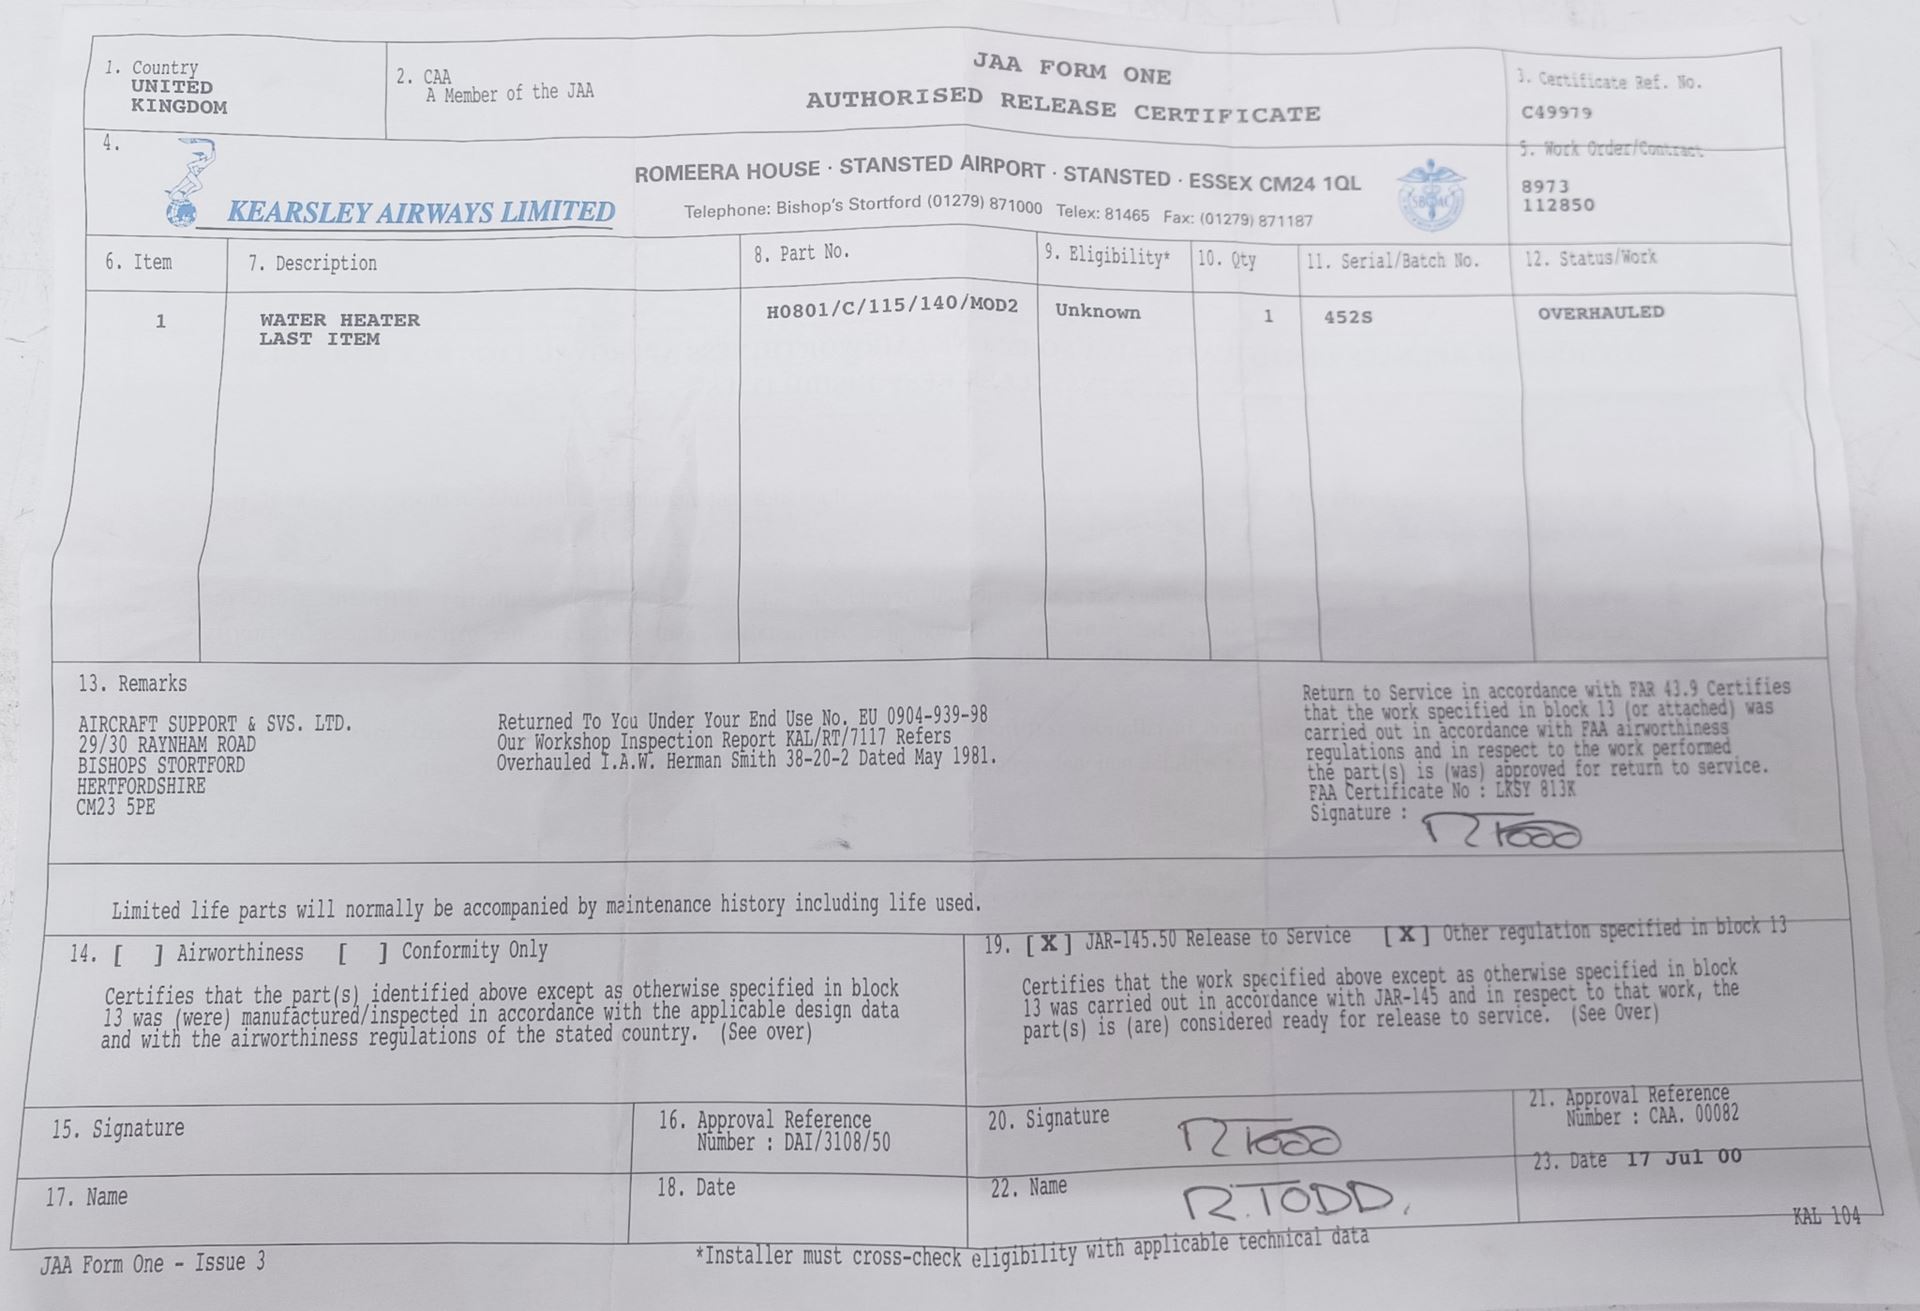 1. Country
UNITED
KINGDOM
2. CAA
A Member of the JAA
JAA FORM ONE
AUTHORISED RELEASE CERTIFICATE
3. Certificate Ref. No.
C49979
4.
KEARSLEY AIRWAYS LIMITED
ROMEERA HOUSE · STANSTED AIRPORT · STANSTED · ESSEX CM24 1QL
Telephone: Bishop's Stortford (01279) 871000 Telex: 81465 Fax: (01279) 871187
SBAC
5. Work Order/Contract
8973
112850
6. Item
7. Description
8. Part No.
9. Eligibility*
10. Qty
11. Serial/Batch No.
12. Status/Work
1
WATER HEATER
LAST ITEM
H0801/C/115/140/MOD2
Unknown
1
452S
OVERHAULED
13. Remarks
AIRCRAFT SUPPORT & SVS. LTD.
29/30 RAYNHAM ROAD
BISHOPS STORTFORD
HERTFORDSHIRE
CM23 5PE
Returned To You Under Your End Use No. EU 0904-939-98
Our Workshop Inspection Report KAL/RT/7117 Refers
Overhauled I.A.W. Herman Smith 38-20-2 Dated May 1981.
Return to Service in accordance with FAR 43.9 Certifies
that the work specified in block 13 (or attached) was
carried out in accordance with FAA airworthiness
regulations and in respect to the work performed
the part(s) is (was) approved for return to service.
FAA Certificate No : LKSY 813K
Signature : R Todd
Limited life parts will normally be accompanied by maintenance history including life used.
14. [ ] Airworthiness [ ] Conformity Only
Certifies that the part(s) identified above except as otherwise specified in block
13 was (were) manufactured/inspected in accordance with the applicable design data
and with the airworthiness regulations of the stated country. (See over)
19. [X] JAR-145.50 Release to Service [X] Other regulation specified in block 13
Certifies that the work specified above except as otherwise specified in block
13 was carried out in accordance with JAR-145 and in respect to that work, the
part(s) is (are) considered ready for release to service. (See Over)
15. Signature
16. Approval Reference
Number : DAI/3108/50
20. Signature R Todd
21. Approval Reference
Number : CAA. 00082
17. Name
18. Date
22. Name R. TODD.
23. Date 17 Jul 00
KAL 104
JAA Form One - Issue 3
*Installer must cross-check eligibility with applicable technical data